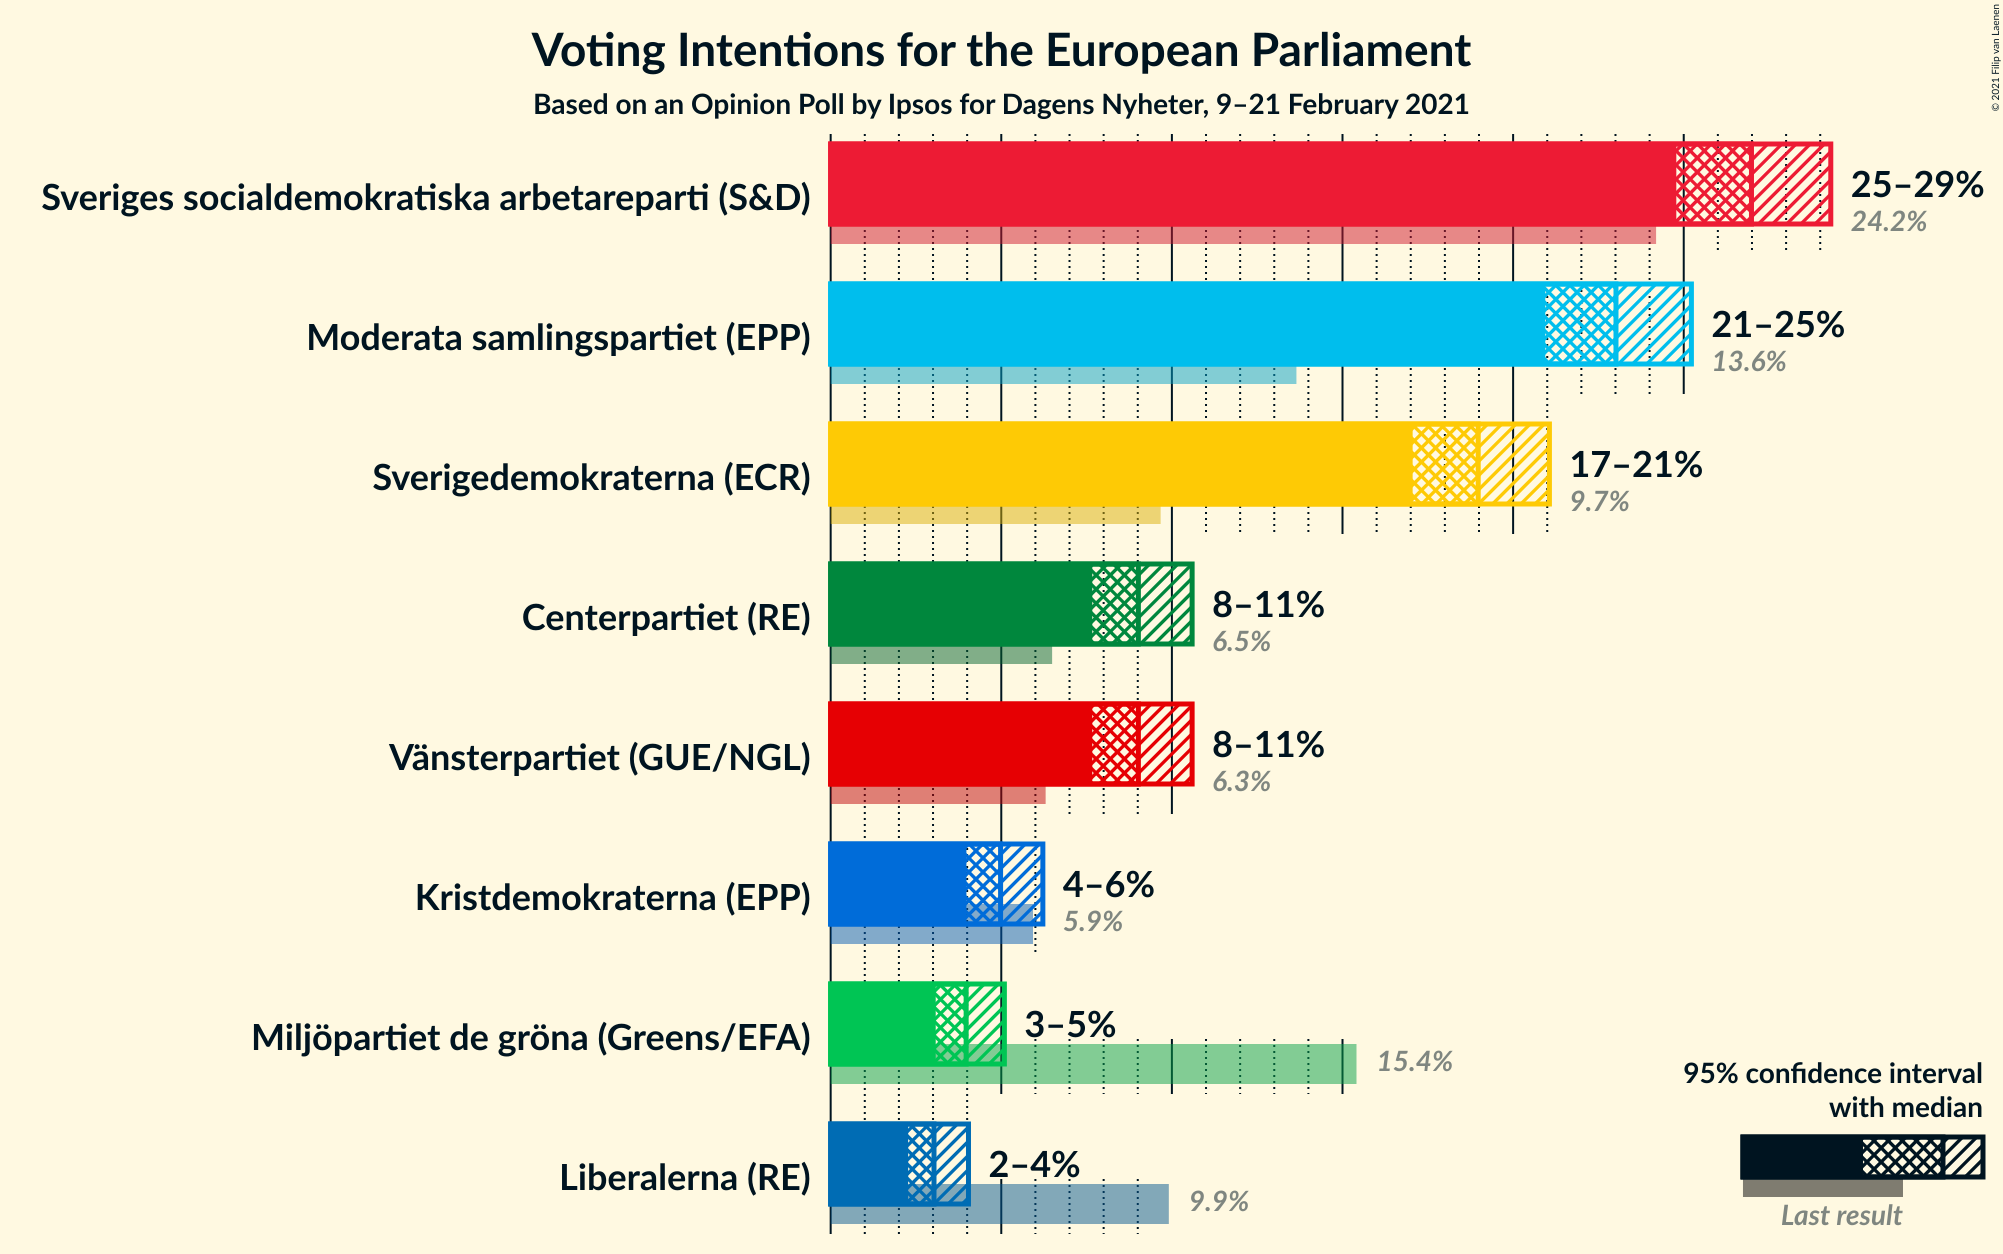 Voting Intentions for the European Parliament
Based on an Opinion Poll by Ipsos for Dagens Nyheter, 9–21 February 2021
© 2021 Filip van Laenen
Sveriges socialdemokratiska arbetareparti (S&D)
25–29%
24.2%
Moderata samlingspartiet (EPP)
21–25%
13.6%
Sverigedemokraterna (ECR)
17–21%
9.7%
Centerpartiet (RE)
8–11%
6.5%
Vänsterpartiet (GUE/NGL)
8–11%
6.3%
Kristdemokraterna (EPP)
4–6%
5.9%
Miljöpartiet de gröna (Greens/EFA)
3–5%
15.4%
Liberalerna (RE)
2–4%
9.9%
95% confidence interval
with median
Last result